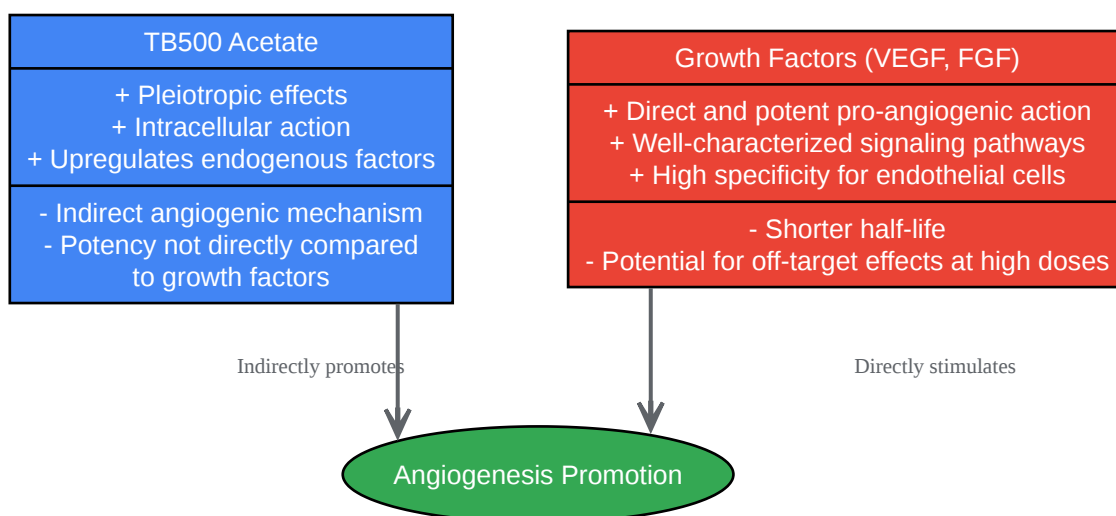 TB500 Acetate
+ Pleiotropic effects
+ Intracellular action
+ Upregulates endogenous factors
- Indirect angiogenic mechanism
- Potency not directly compared
to growth factors
Growth Factors (VEGF, FGF)
+ Direct and potent pro-angiogenic action
+ Well-characterized signaling pathways
+ High specificity for endothelial cells
- Shorter half-life
- Potential for off-target effects at high doses
Indirectly promotes
Directly stimulates
Angiogenesis Promotion